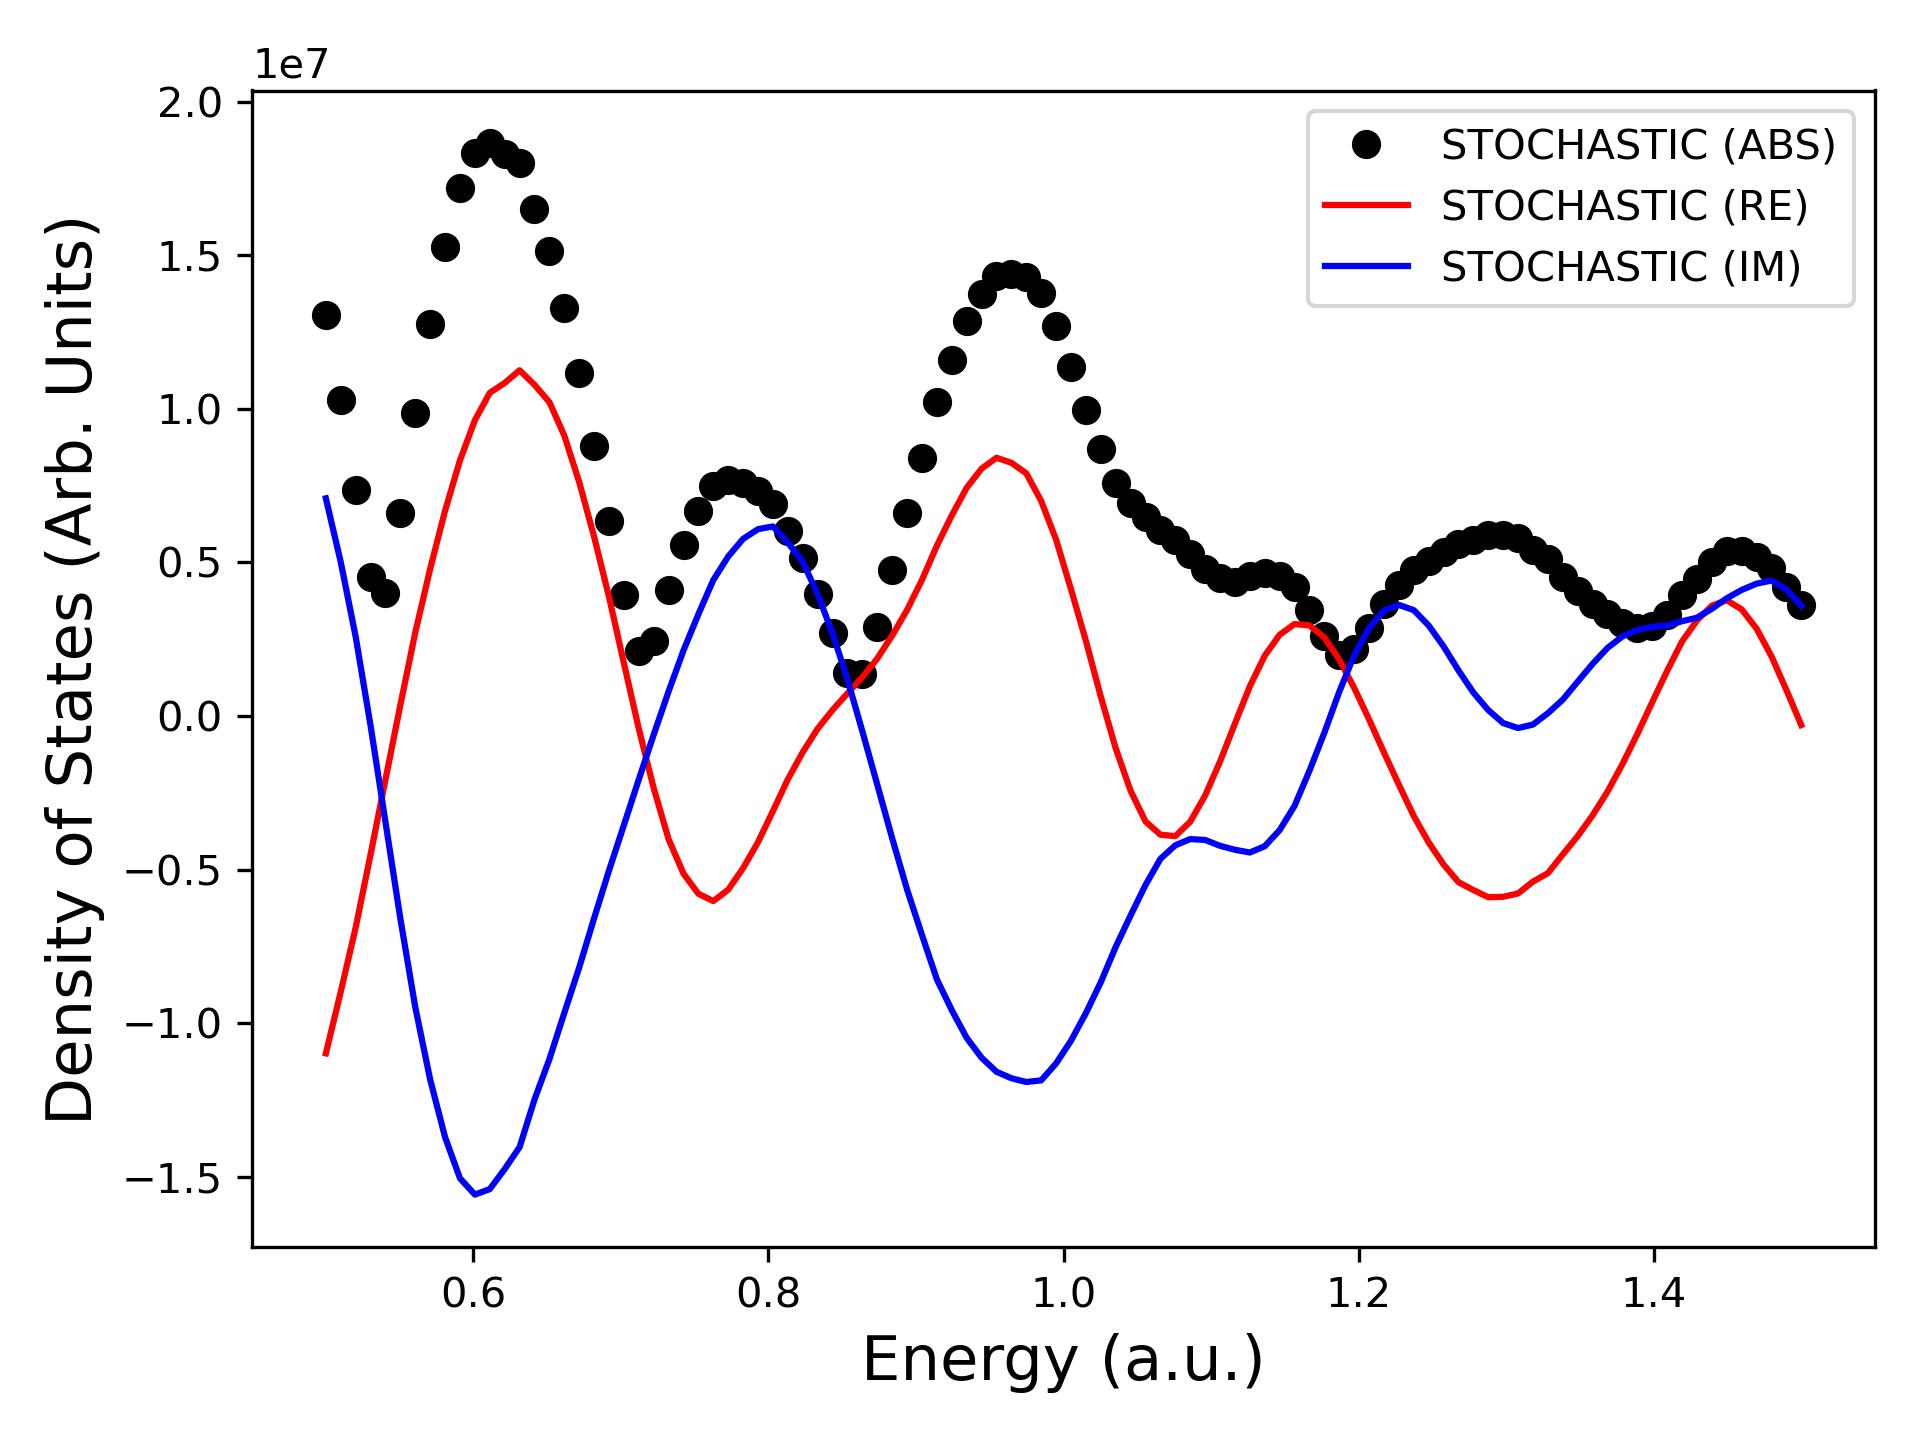 1e7
2.0
1.5
1.0
0.5
0.0
−0.5
−1.0
−1.5
Density of States (Arb. Units)
STOCHASTIC (ABS)
STOCHASTIC (RE)
STOCHASTIC (IM)
0.6 0.8 1.0 1.2 1.4
Energy (a.u.)